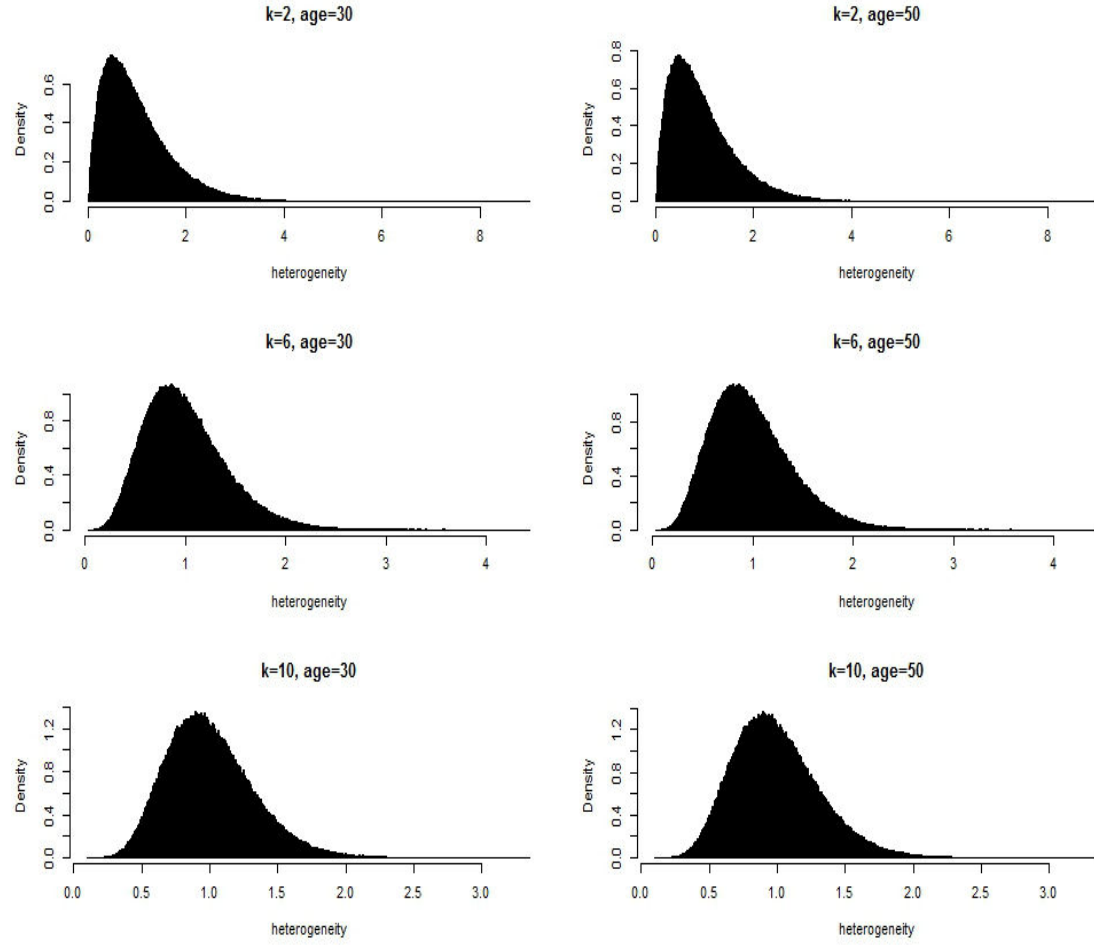 k=2, age=30
Density
0.0 0.2 0.4 0.6
0 2 4 6 8
heterogeneity
k=2, age=50
Density
0.0 0.2 0.4 0.6 0.8
0 2 4 6 8
heterogeneity
k=6, age=30
Density
0.0 0.4 0.8
0 1 2 3 4
heterogeneity
k=6, age=50
Density
0.0 0.4 0.8
0 1 2 3 4
heterogeneity
k=10, age=30
Density
0.0 0.4 0.8 1.2
0.0 0.5 1.0 1.5 2.0 2.5 3.0
heterogeneity
k=10, age=50
Density
0.0 0.4 0.8 1.2
0.0 0.5 1.0 1.5 2.0 2.5 3.0
heterogeneity